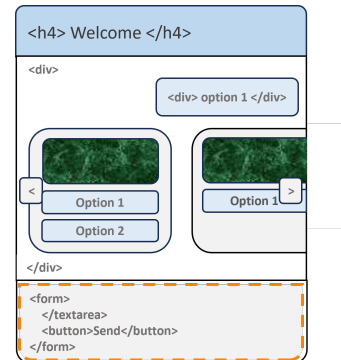 <h4> Welcome </h4>
<div>
<div> option 1 </div>
<
Option 1
Option 2
Option 1
>
</div>
<form>
</textarea>
<button>Send</button>
</form>